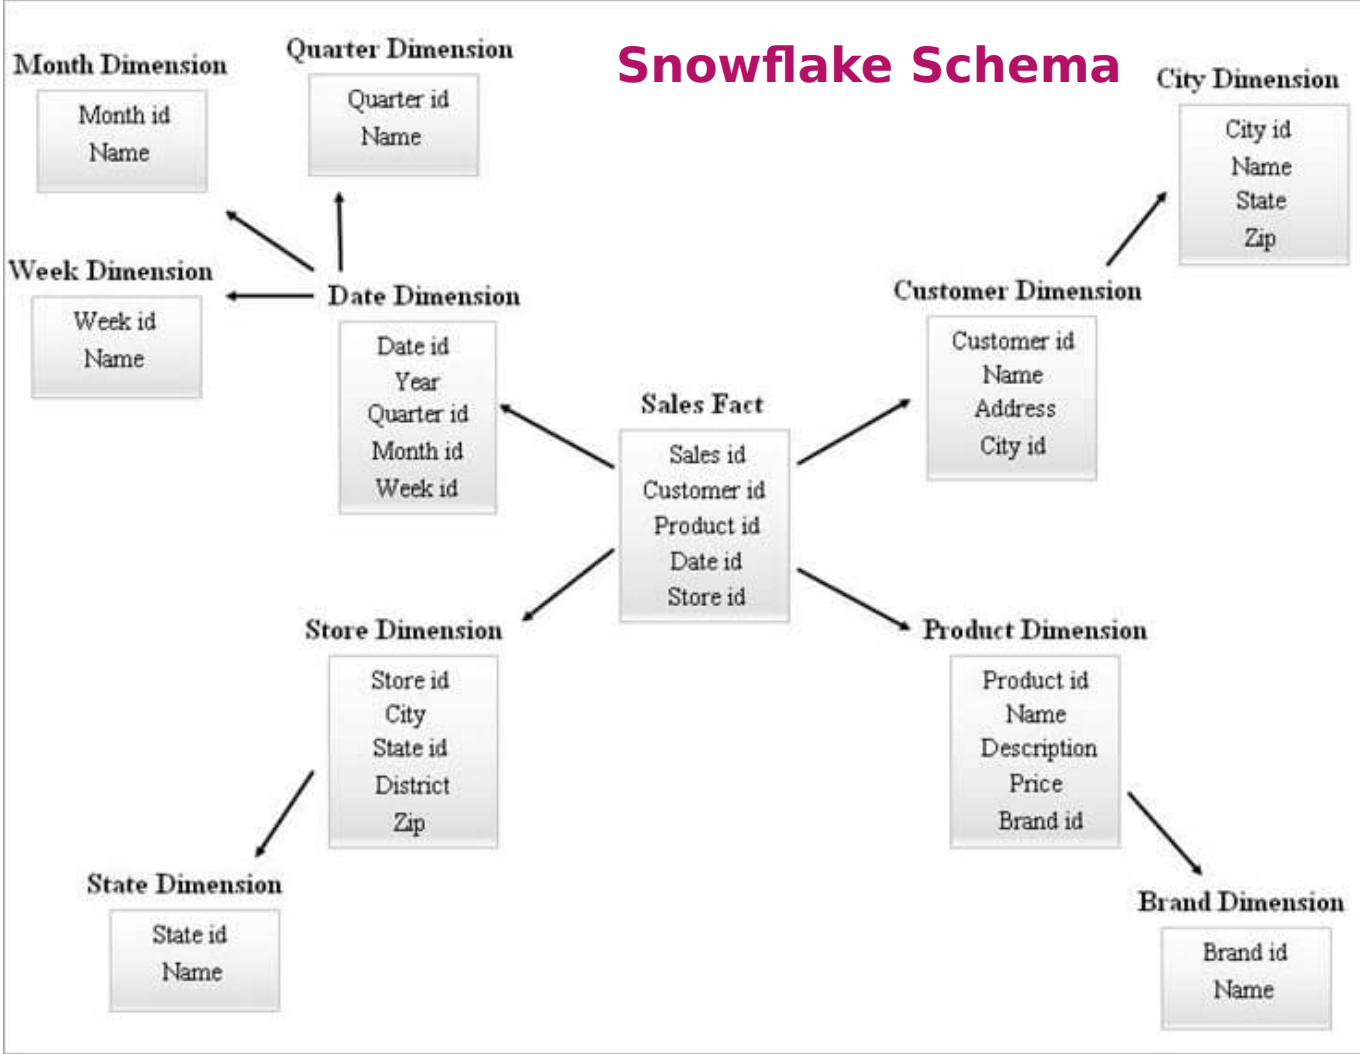 Snowflake Schema
Month Dimension
Month id
Name
Quarter Dimension
Quarter id
Name
City Dimension
City id
Name
State
Zip
Week Dimension
Week id
Name
Date Dimension
Date id
Year
Quarter id
Month id
Week id
Customer Dimension
Customer id
Name
Address
City id
Sales Fact
Sales id
Customer id
Product id
Date id
Store id
Store Dimension
Store id
City
State id
District
Zip
Product Dimension
Product id
Name
Description
Price
Brand id
State Dimension
State id
Name
Brand Dimension
Brand id
Name